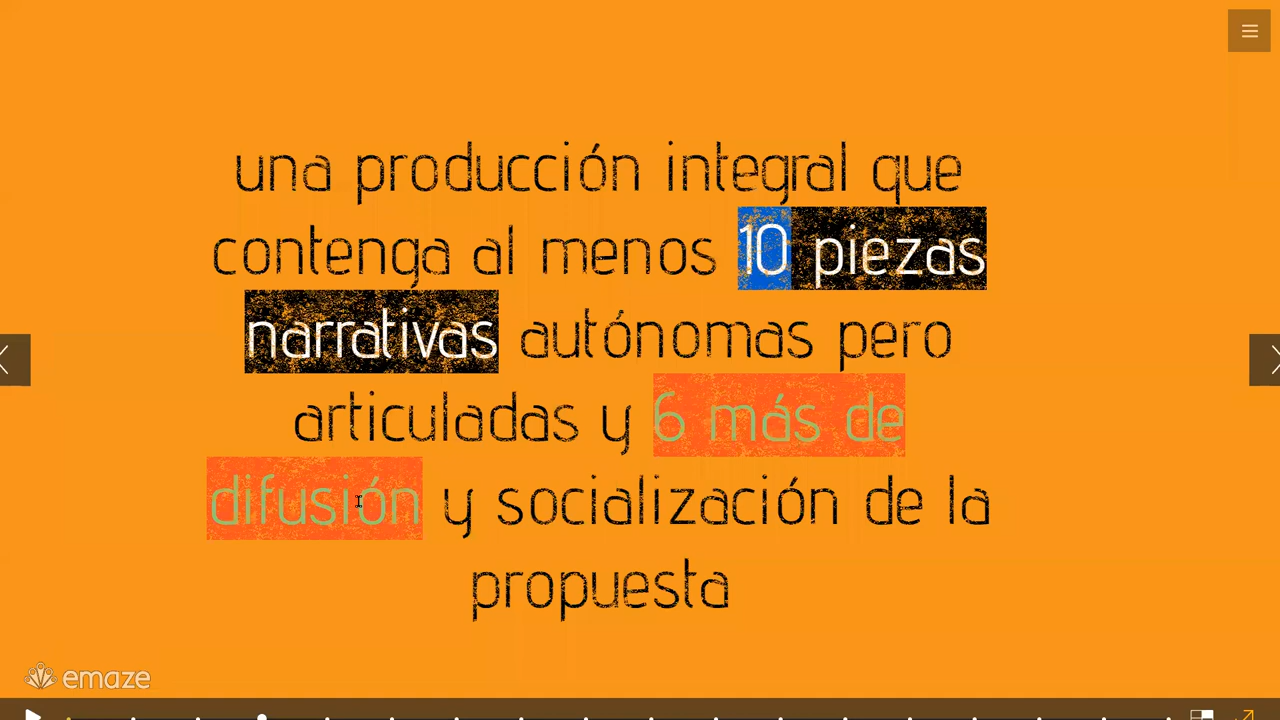 una producción integral que
contenga al menos 10 piezas
narrativas autónomas pero
articuladas y 6 más de
difusión y socialización de la
propuesta
emaze